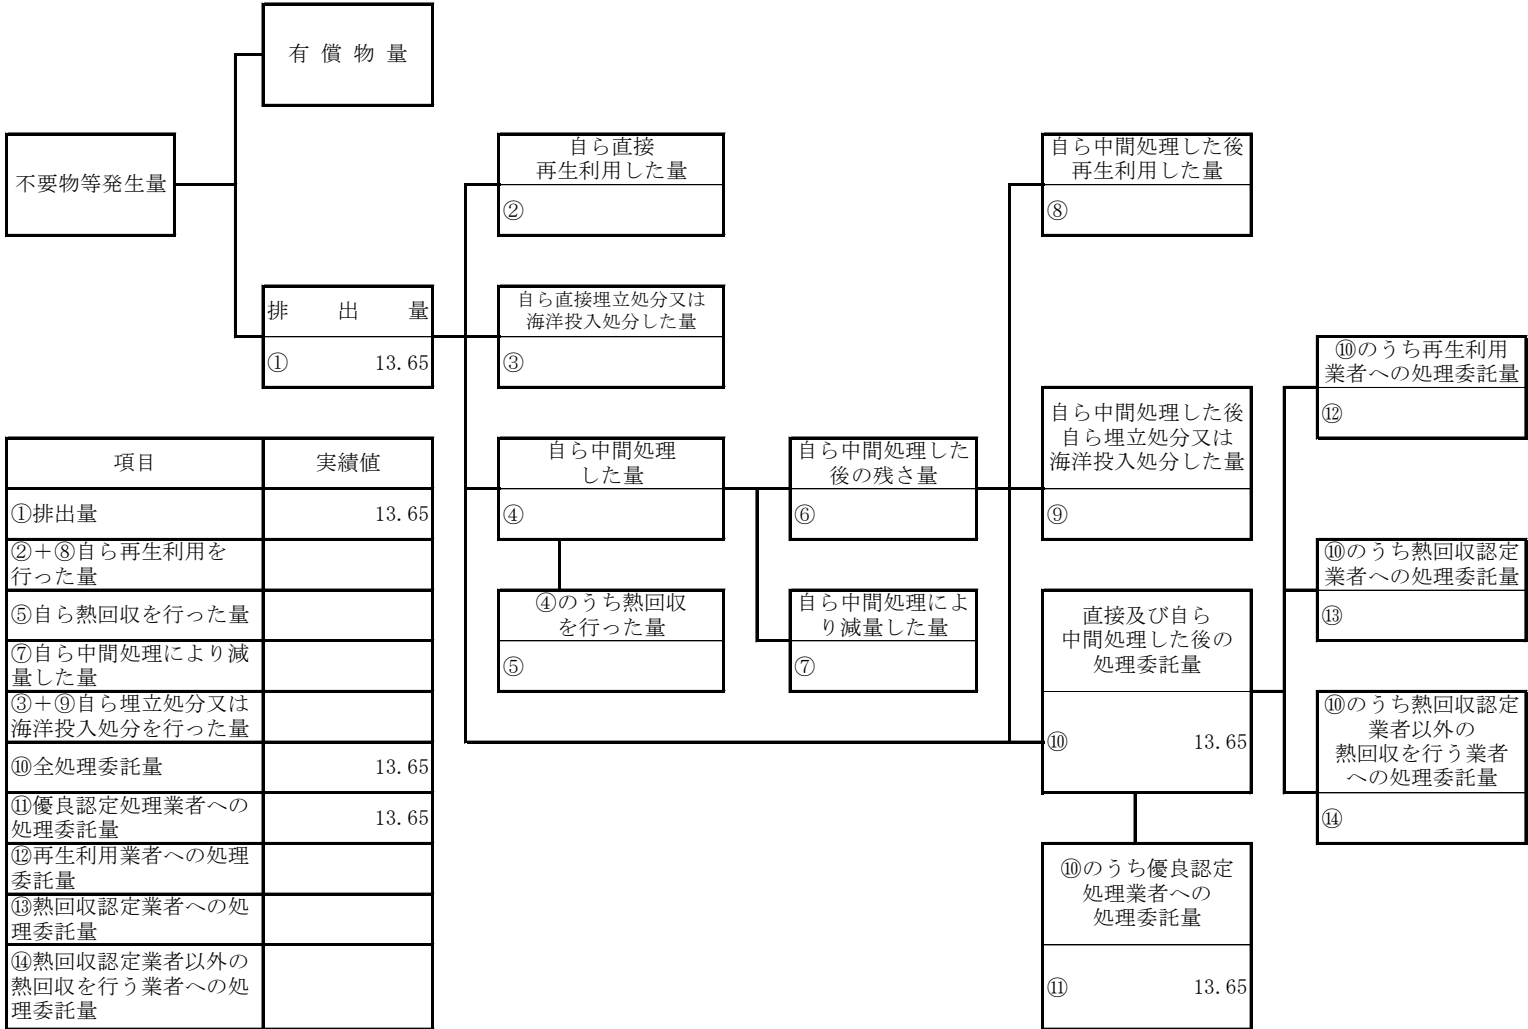 有償物量
不要物等発生量
自ら直接
再生利用した量
②
自ら中間処理した後
再生利用した量
⑧
排出量
① 13.65
自ら直接埋立処分又は
海洋投入処分した量
③
⑩のうち再生利用
業者への処理委託量
⑫
項目 実績値
①排出量 13.65
②+⑧自ら再生利用を
行った量
⑤自ら熱回収を行った量
⑦自ら中間処理により減
量した量
③+⑨自ら埋立処分又は
海洋投入処分を行った量
⑩全処理委託量 13.65
⑪優良認定処理業者への
処理委託量 13.65
⑫再生利用業者への処理
委託量
⑬熱回収認定業者への処
理委託量
⑭熱回収認定業者以外の
熱回収を行う業者への処
理委託量
自ら中間処理
した量
④
自ら中間処理した
後の残さ量
⑥
自ら中間処理した後
自ら埋立処分又は
海洋投入処分した量
⑨
④のうち熱回収
を行った量
⑤
自ら中間処理によ
り減量した量
⑦
直接及び自ら
中間処理した後の
処理委託量
⑩ 13.65
⑩のうち熱回収認定
業者への処理委託量
⑬
⑩のうち熱回収認定
業者以外の
熱回収を行う業者
への処理委託量
⑭
⑩のうち優良認定
処理業者への
処理委託量
⑪ 13.65